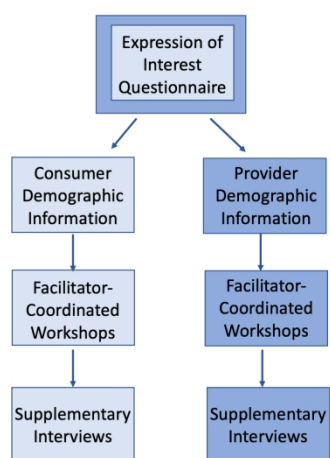 Expression of
Interest
Questionnaire
Consumer
Demographic
Information
Provider
Demographic
Information
Facilitator-
Coordinated
Workshops
Facilitator-
Coordinated
Workshops
Supplementary
Interviews
Supplementary
Interviews